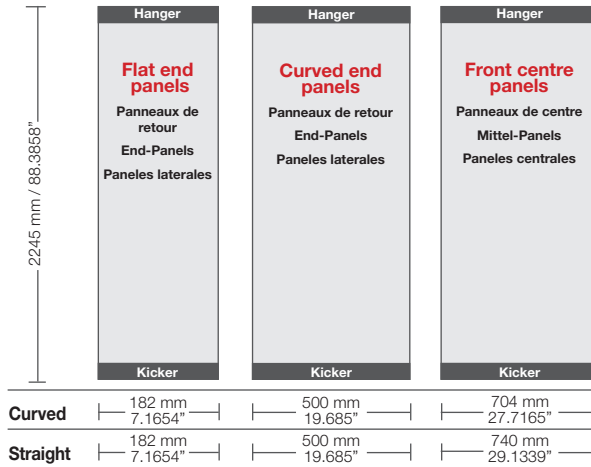 Hanger
Flat end
panels
Panneaux de
retour
End-Panels
Paneles laterales
Kicker
Hanger
Curved end
panels
Panneaux de retour
End-Panels
Paneles laterales
Kicker
Hanger
Front centre
panels
Panneaux de centre
Mittel-Panels
Paneles centrales
Kicker
2245 mm / 88.3858”
Curved
182 mm
7.1654”
500 mm
19.685”
704 mm
27.7165”
Straight
182 mm
7.1654”
500 mm
19.685”
740 mm
29.1339”